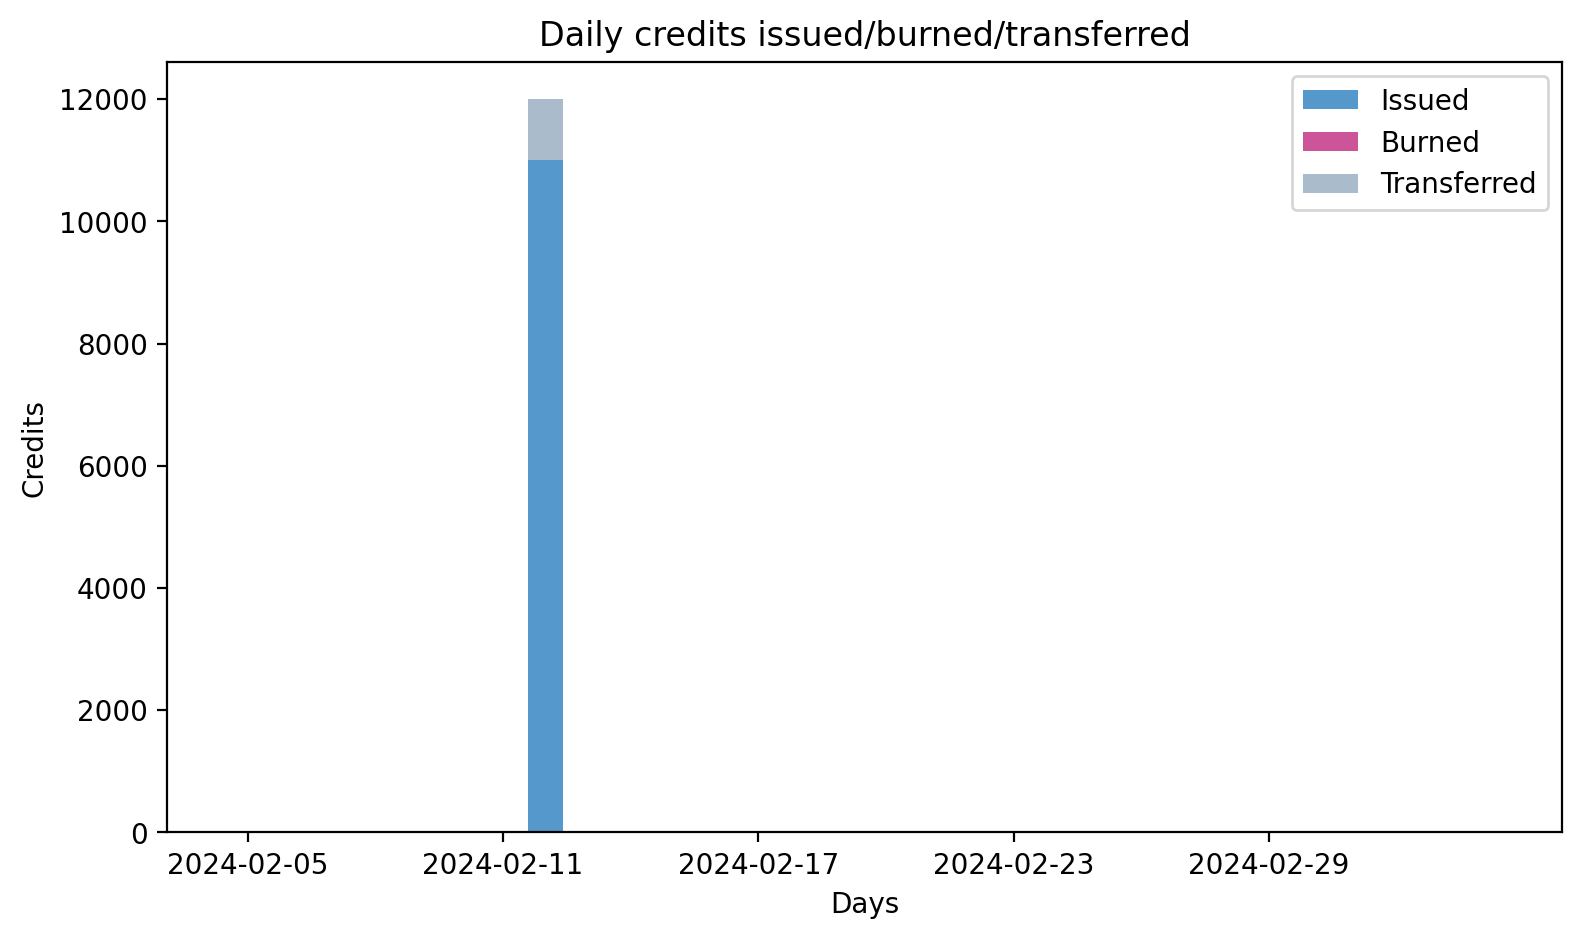 Daily credits issued/burned/transferred
Issued
Burned
Transferred
12000
10000
8000
6000
4000
2000
0
Credits
2024-02-05
2024-02-11
2024-02-17
2024-02-23
2024-02-29
Days